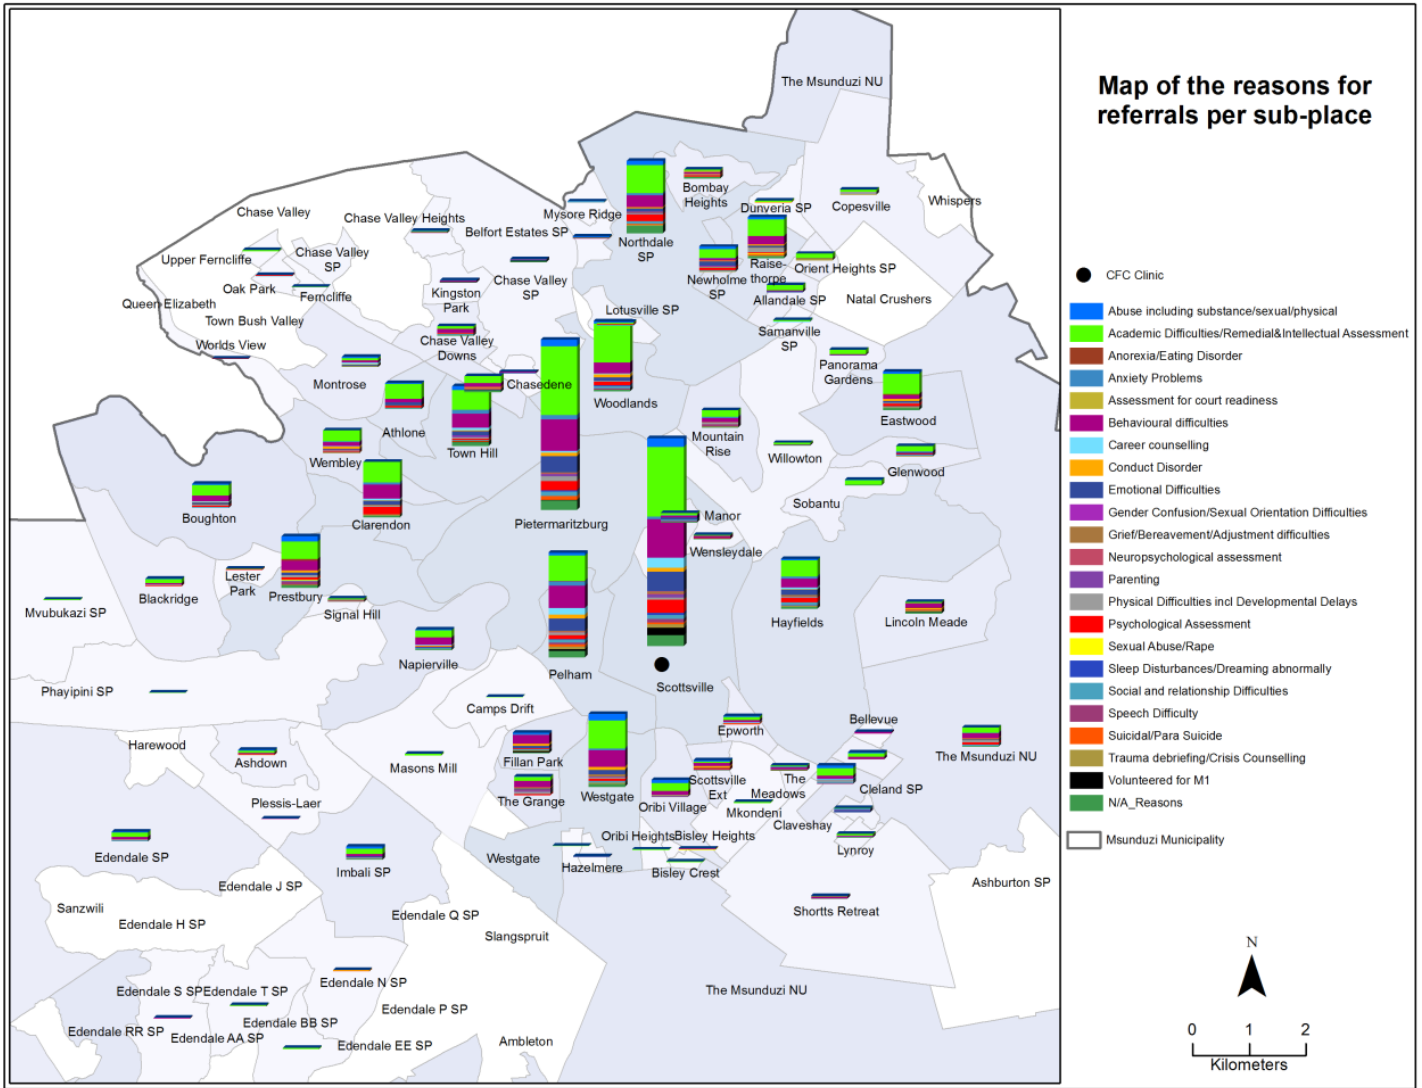 Map of the reasons for
referrals per sub-place
CFC Clinic
Abuse including substance/sexual/physical
Academic Difficulties/Remedial&Intellectual Assessment
Anorexia/Eating Disorder
Anxiety Problems
Assessment for court readiness
Behavioural difficulties
Career counselling
Conduct Disorder
Emotional Difficulties
Gender Confusion/Sexual Orientation Difficulties
Grief/Bereavement/Adjustment difficulties
Neuropsychological assessment
Parenting
Physical Difficulties incl Developmental Delays
Psychological Assessment
Sexual Abuse/Rape
Sleep Disturbances/Dreaming abnormally
Social and relationship Difficulties
Speech Difficulty
Suicidal/Para Suicide
Trauma debriefing/Crisis Counselling
Volunteered for M1
N/A_Reasons
Msunduzi Municipality
N
0 1 2
Kilometers
The Msunduzi NU
Bombay
Heights
Whispers
Copesville
Dunveria SP
Mysore Ridge
Chase Valley
Chase Valley Heights
Belfort Estates SP
Northdale
SP
Upper Ferncliffe
Chase Valley
SP
Raise-
thorpe
Orient Heights SP
Newholme
SP
Oak Park
Ferncliffe
Kingston
Park
Chase Valley
SP
Allandale SP
Natal Crushers
Queen Elizabeth
Town Bush Valley
Lotusville SP
Samanville
SP
Worlds View
Chase Valley
Downs
Panorama
Gardens
Montrose
Chasedene
Woodlands
Eastwood
Athlone
Mountain
Rise
Town Hill
Willowton
Wembley
Glenwood
Sobantu
Boughton
Clarendon
Pietermaritzburg
Manor
Wensleydale
Lester
Park
Blackridge
Prestbury
Mvubukazi SP
Signal Hill
Hayfields
Lincoln Meade
Napierville
Pelham
Scottsville
Phayipini SP
Camps Drift
Bellevue
Epworth
Harewood
Ashdown
Masons Mill
Fillan Park
The Msunduzi NU
Scottsville
Ext
The
Meadows
Cleland SP
The Grange
Westgate
Oribi Village
Mkondeni
Plessis-Laer
Claveshay
Oribi Heights
Bisley Heights
Lynroy
Edendale SP
Imbali SP
Westgate
Hazelmere
Bisley Crest
Edendale J SP
Ashburton SP
Sanzwili
Edendale H SP
Edendale Q SP
Shortts Retreat
Slangspruit
Edendale N SP
Edendale S SP
Edendale T SP
The Msunduzi NU
Edendale P SP
Edendale RR SP
Edendale AA SP
Edendale BB SP
Edendale EE SP
Ambleton